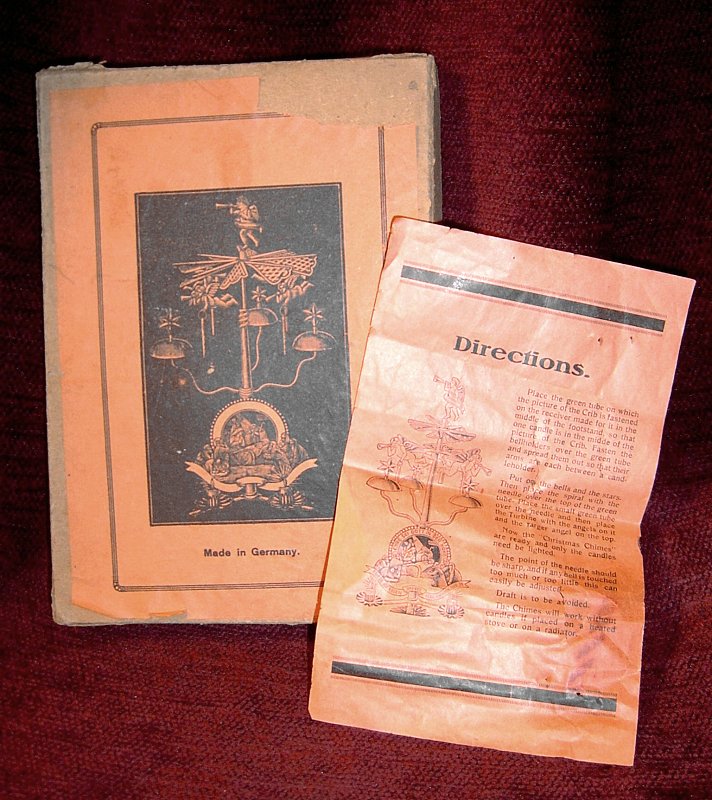 Made in Germany.
Directions.
Place the green tube on which
the picture of the Crib is fastened
on the receiver made for it in the
middle of the footstand, so that
one candle is in the midde of the
picture of the Crib. Fasten the
bellholders over the green tube
and spread them out so that their
arms are each between a cand-
leholder.
Put on the bells and the stars.
Then place the spiral with the
needle over the top of the green
tube. Place the small green tube
over the needle and then place
the Turbine with the angels on it
and the larger angel on the top.
Now the "Christmas Chimes"
are ready and only the candles
need be lighted.
The point of the needle should
be sharp, and if any bell is touched
too much or too little this can
easily be adjusted.
Draft is to be avoided.
The Chimes will work without
candles if placed on a heated
stove or on a radiator.